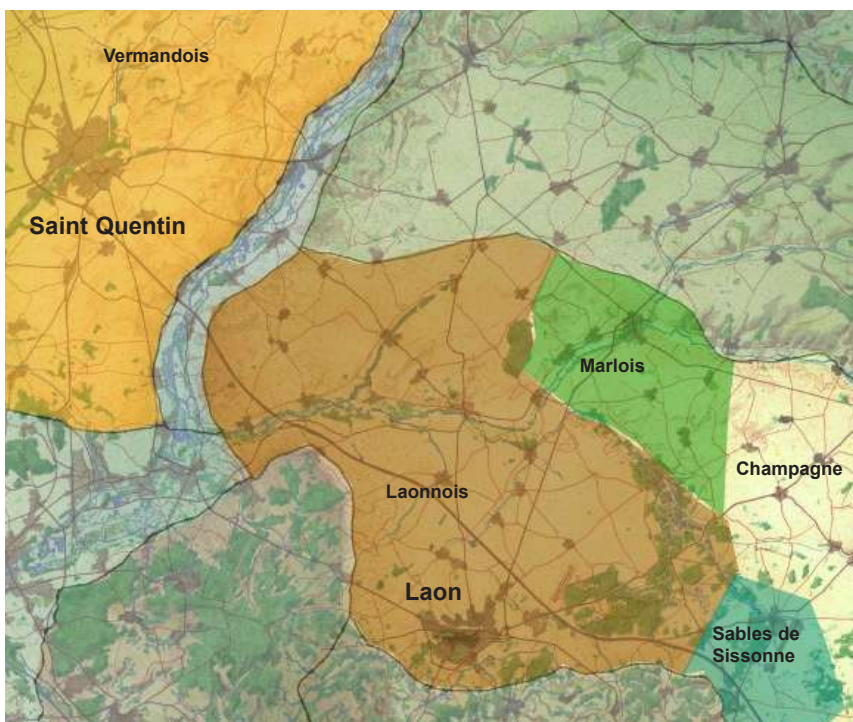 Vermandois
Saint Quentin
Marlois
Champagne
Laonnois
Laon
Sables de
Sissonne